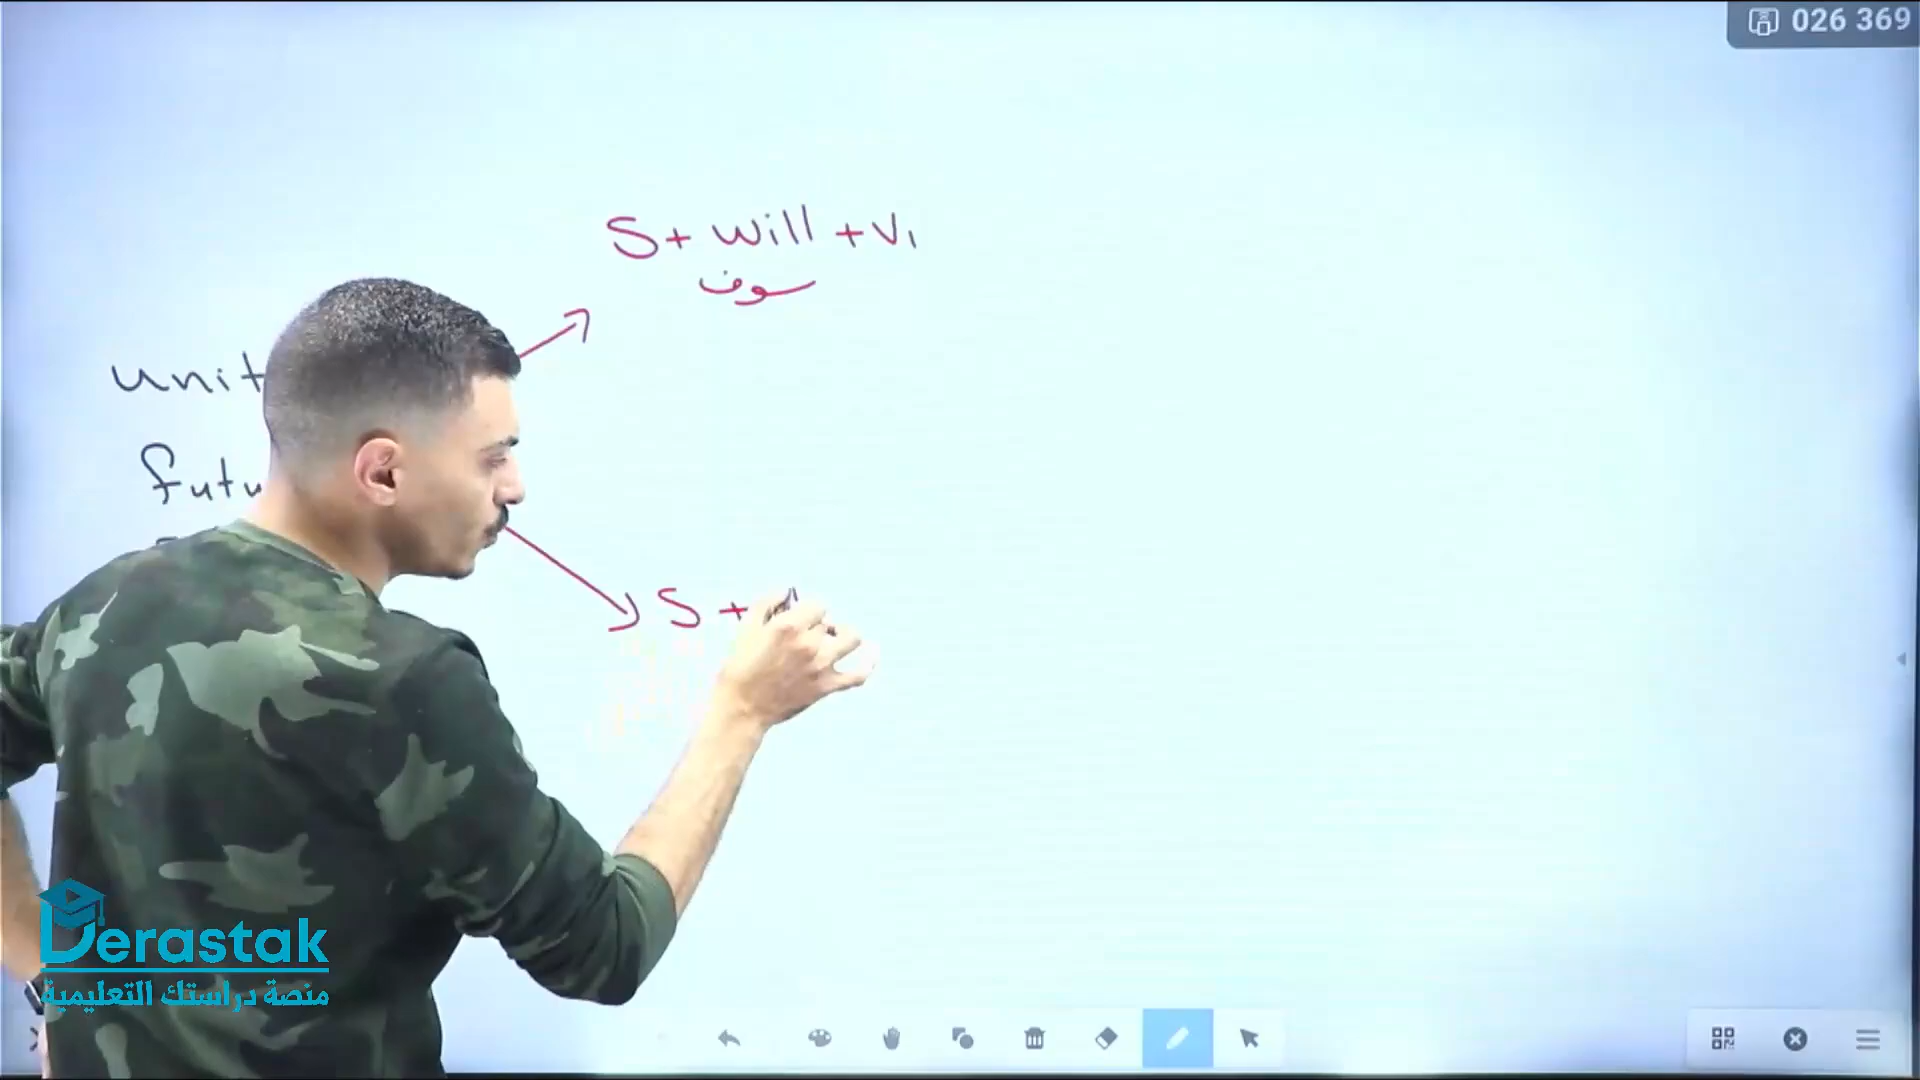 026 369
S + will + V1
سوف
unit
futu
S +
Derastak
منصة دراستك التعليمية